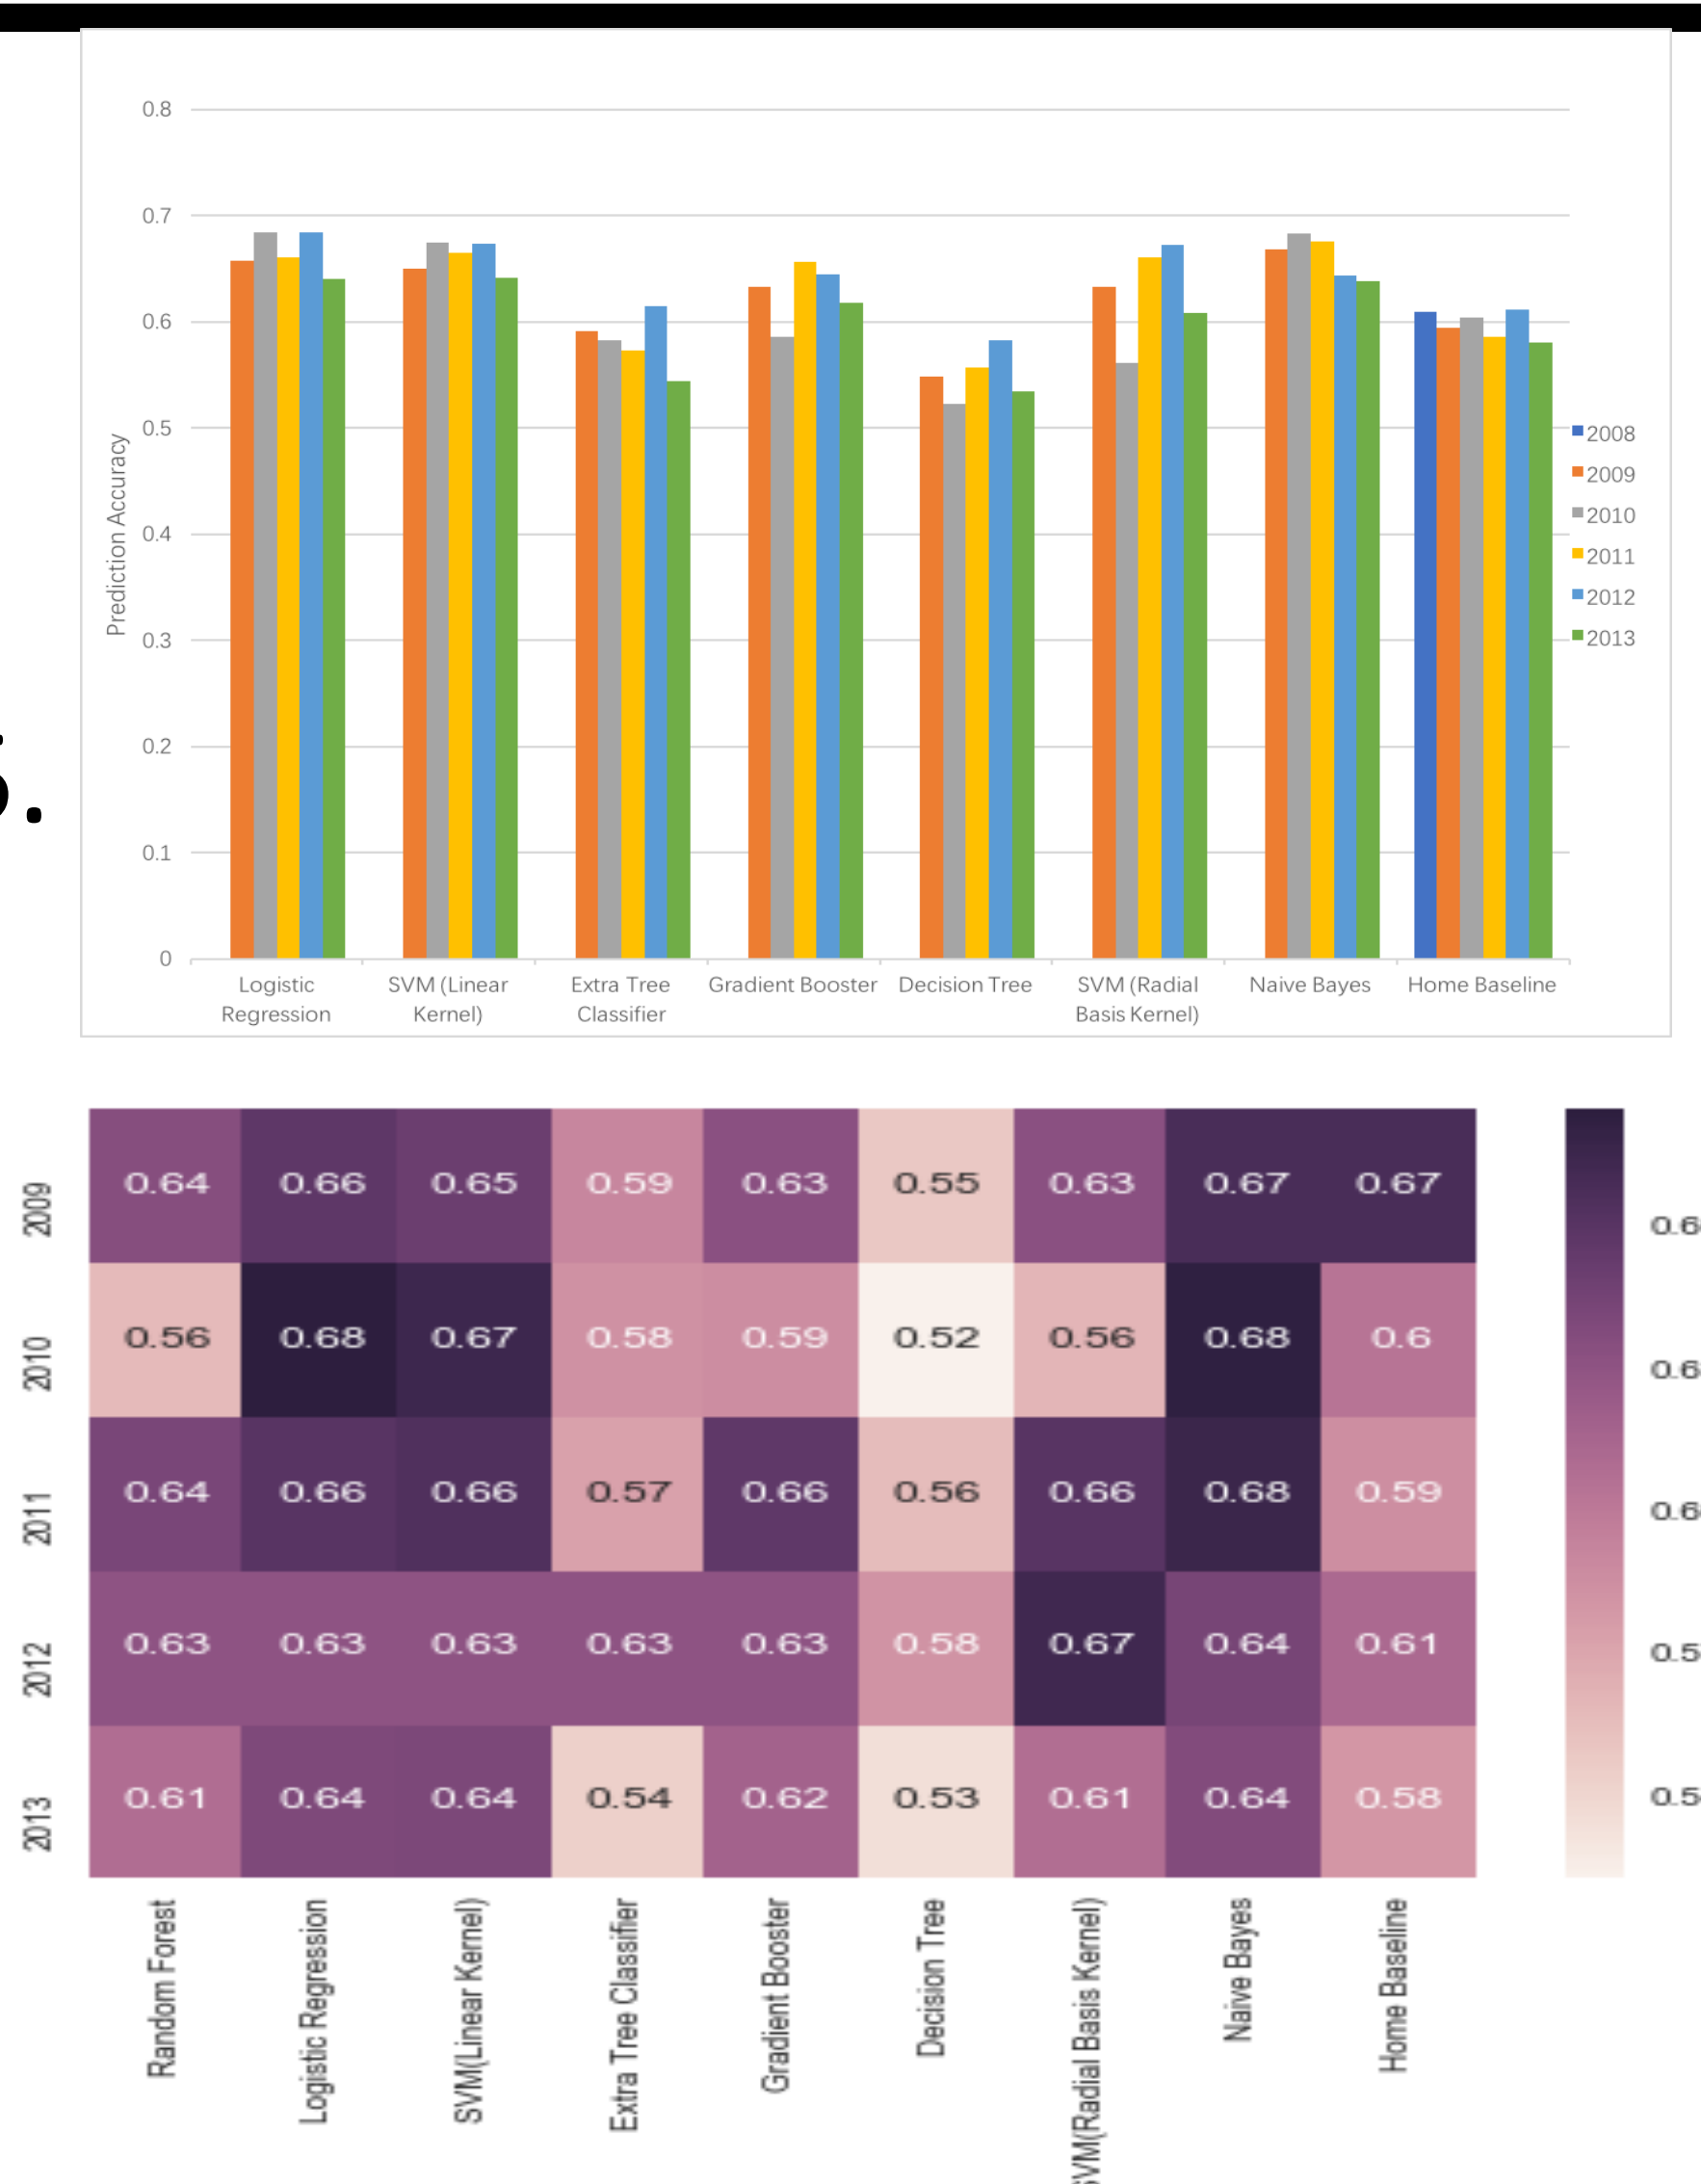 0.8
0.7
0.6
0.5
0.4
0.3
0.2
0.1
0
Prediction Accuracy
Logistic Regression
SVM (Linear Kernel)
Extra Tree Classifier
Gradient Booster
Decision Tree
SVM (Radial Basis Kernel)
Naive Bayes
Home Baseline
2008
2009
2010
2011
2012
2013
2009 0.64 0.66 0.65 0.59 0.63 0.55 0.63 0.67 0.67
2010 0.56 0.68 0.67 0.58 0.59 0.52 0.56 0.68 0.6
2011 0.64 0.66 0.66 0.57 0.66 0.56 0.66 0.68 0.59
2012 0.63 0.63 0.63 0.63 0.63 0.58 0.67 0.64 0.61
2013 0.61 0.64 0.64 0.54 0.62 0.53 0.61 0.64 0.58
Random Forest
Logistic Regression
SVM(Linear Kernel)
Extra Tree Classifier
Gradient Booster
Decision Tree
SVM(Radial Basis Kernel)
Naive Bayes
Home Baseline